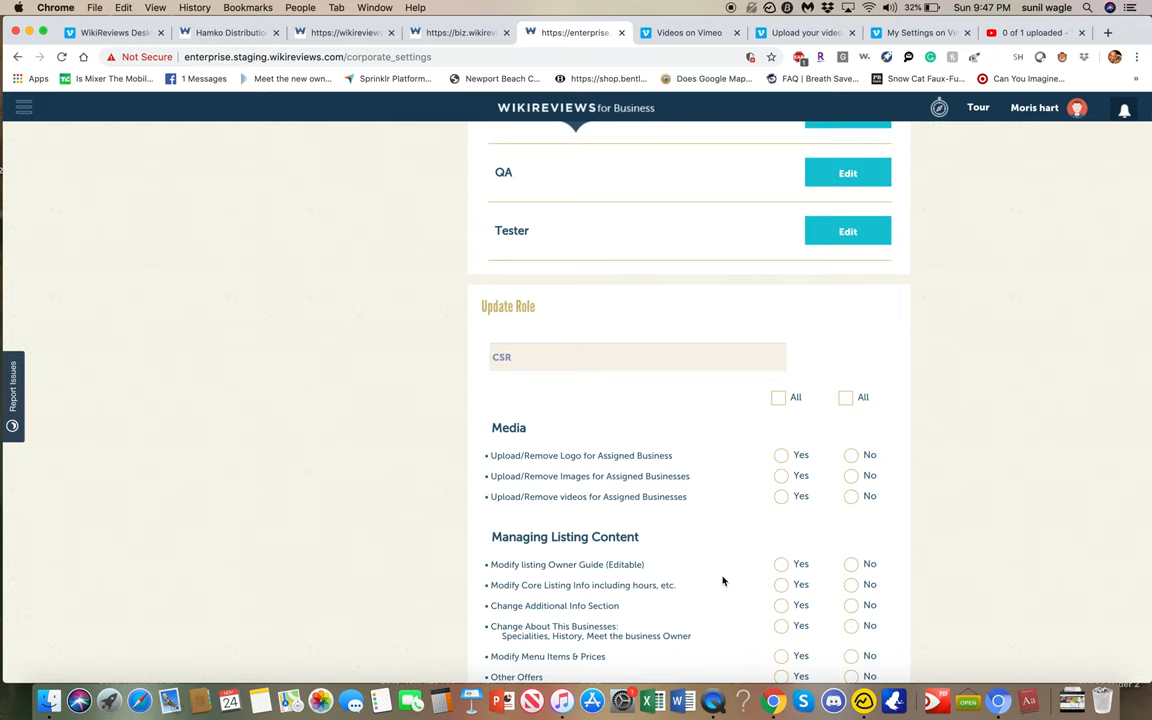 Chrome File Edit View History Bookmarks People Tab Window Help 32% Sun 9:47 PM sunil wagle
WikiReviews Desk Hamko Distributio https://wikireviews. https://biz.wikirev https://enterprise. Videos on Vimeo Upload your video My Settings on Vi 0 of 1 uploaded -
Not Secure enterprise.staging.wikireviews.com/corporate_settings
Apps Is Mixer The Mobil... 1 Messages Meet the new own... Sprinklr Platform... Newport Beach C... https://shop.bentl... Does Google Map... FAQ | Breath Save... Snow Cat Faux-Fu... Can You Imagine... »
WIKIREVIEWS for Business Tour Moris hart
QA Edit
Tester Edit
Update Role
CSR
All All
Media
• Upload/Remove Logo for Assigned Business Yes No
• Upload/Remove Images for Assigned Businesses Yes No
• Upload/Remove videos for Assigned Businesses Yes No
Managing Listing Content
• Modify listing Owner Guide (Editable) Yes No
• Modify Core Listing Info including hours, etc. Yes No
• Change Additional Info Section Yes No
• Change About This Businesses: Yes No
Specialities, History, Meet the business Owner
• Modify Menu Items & Prices Yes No
• Other Offers Yes No
Report Issues
NOV
24